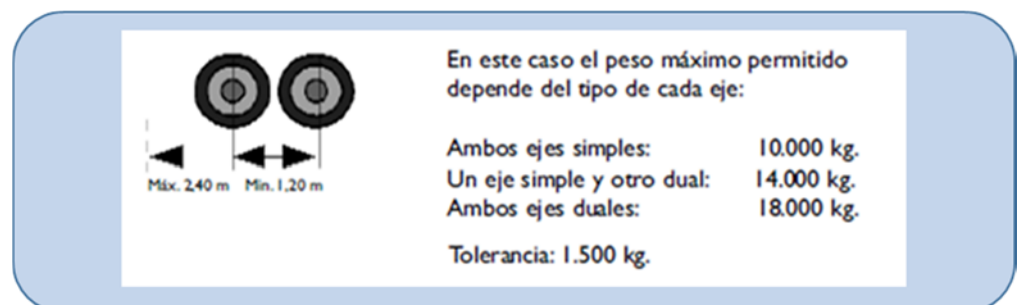 En este caso el peso máximo permitido
depende del tipo de cada eje:
Ambos ejes simples: 10.000 kg.
Un eje simple y otro dual: 14.000 kg.
Ambos ejes duales: 18.000 kg.
Tolerancia: 1.500 kg.
Máx. 2,40 m Min. 1,20 m